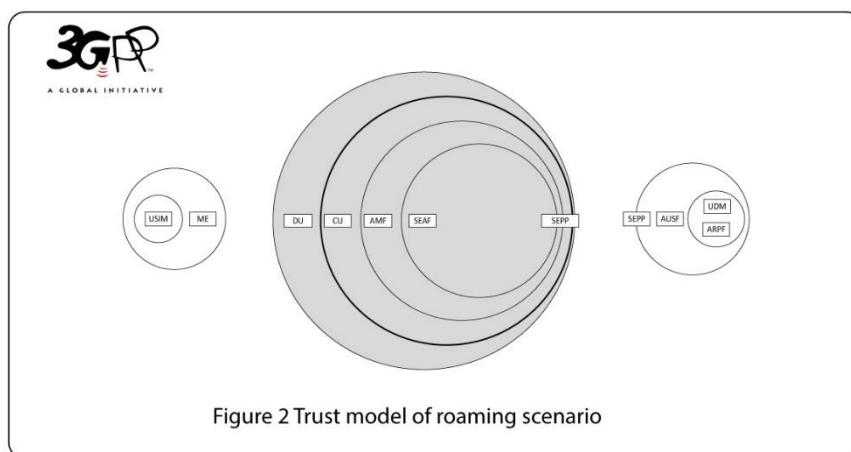 3GPP™
A GLOBAL INITIATIVE
USIM ME DU CU AMF SEAF SEPP SEPP AUSF UDM
ARPF
Figure 2 Trust model of roaming scenario